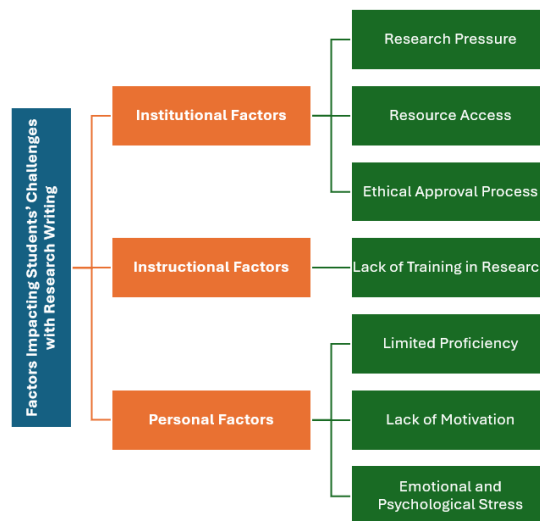 Factors Impacting Students' Challenges
with Research Writing
Institutional Factors
Research Pressure
Resource Access
Ethical Approval Process
Instructional Factors
Lack of Training in Researc
Personal Factors
Limited Proficiency
Lack of Motivation
Emotional and
Psychological Stress